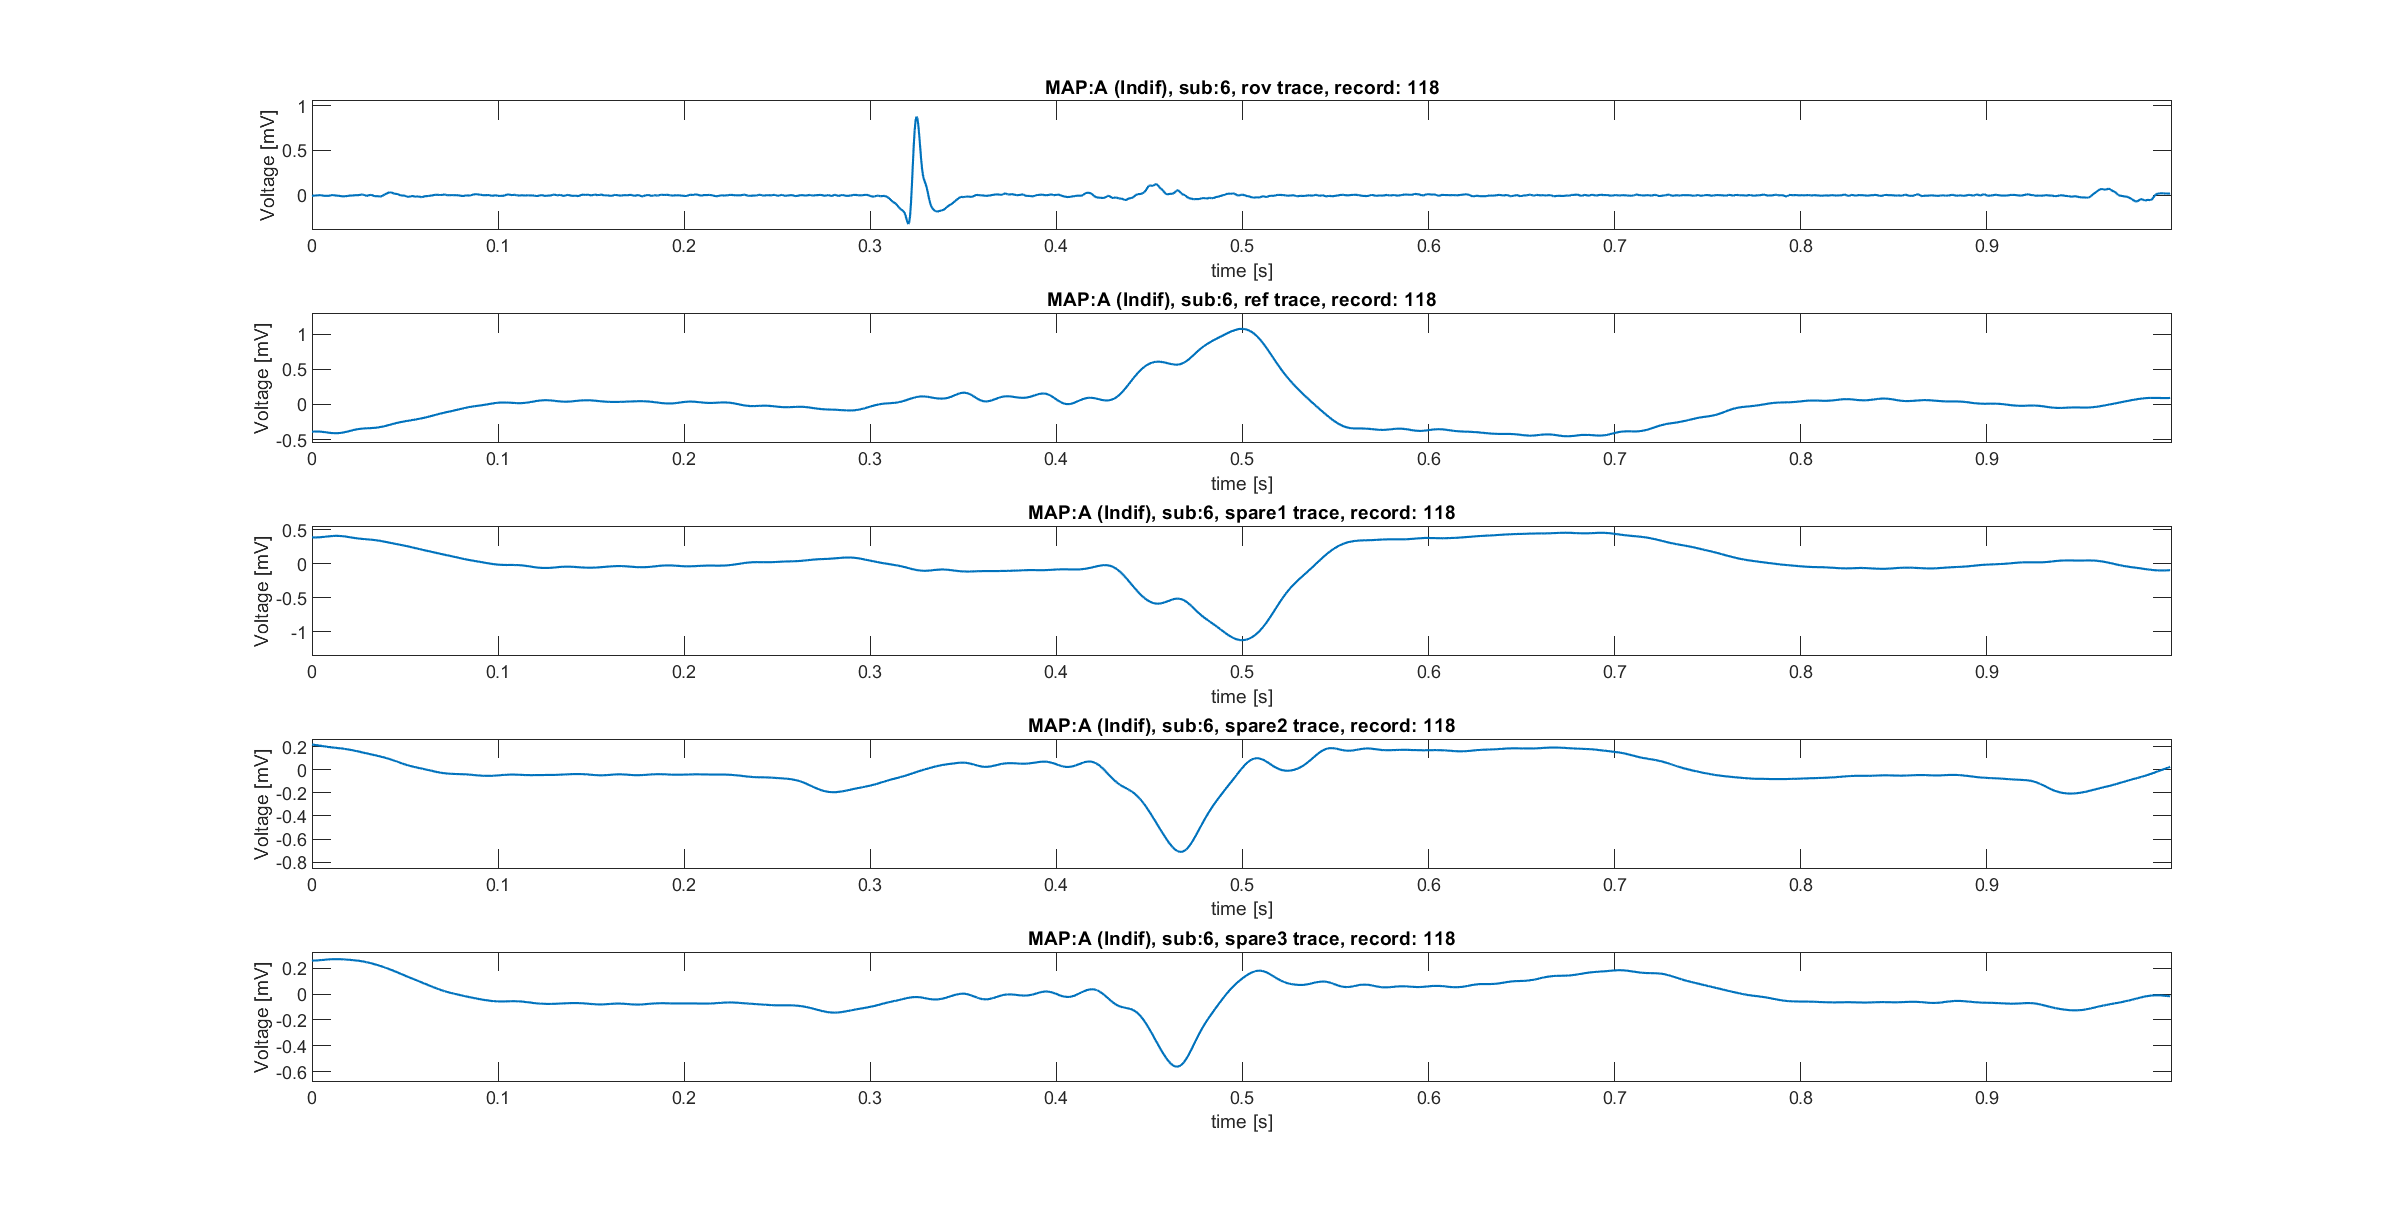 MAP:A (Indif), sub:6, rov trace, record: 118
Voltage [mV]
1
0.5
0
0 0.1 0.2 0.3 0.4 0.5 0.6 0.7 0.8 0.9
time [s]
MAP:A (Indif), sub:6, ref trace, record: 118
Voltage [mV]
1
0.5
0
-0.5
0 0.1 0.2 0.3 0.4 0.5 0.6 0.7 0.8 0.9
time [s]
MAP:A (Indif), sub:6, spare1 trace, record: 118
Voltage [mV]
0.5
0
-0.5
-1
0 0.1 0.2 0.3 0.4 0.5 0.6 0.7 0.8 0.9
time [s]
MAP:A (Indif), sub:6, spare2 trace, record: 118
Voltage [mV]
0.2
0
-0.2
-0.4
-0.6
-0.8
0 0.1 0.2 0.3 0.4 0.5 0.6 0.7 0.8 0.9
time [s]
MAP:A (Indif), sub:6, spare3 trace, record: 118
Voltage [mV]
0.2
0
-0.2
-0.4
-0.6
0 0.1 0.2 0.3 0.4 0.5 0.6 0.7 0.8 0.9
time [s]